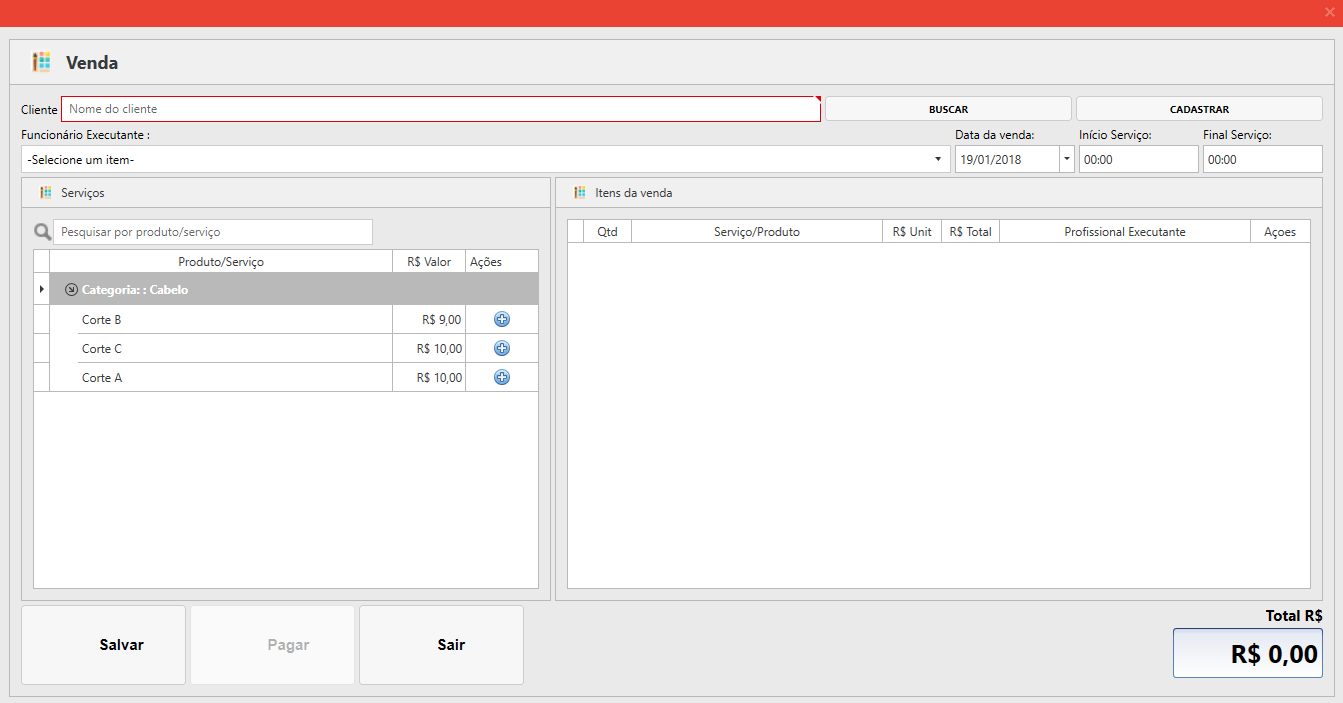 Venda
Cliente Nome do cliente BUSCAR CADASTRAR
Funcionário Executante : Data da venda: Início Serviço: Final Serviço:
-Selecione um item- 19/01/2018 00:00 00:00
Serviços
Pesquisar por produto/serviço
Produto/Serviço R$ Valor Ações
Categoria: : Cabelo
Corte B R$ 9,00
Corte C R$ 10,00
Corte A R$ 10,00
Itens da venda
Qtd Serviço/Produto R$ Unit R$ Total Profissional Executante Açoes
Salvar Pagar Sair
Total R$
R$ 0,00